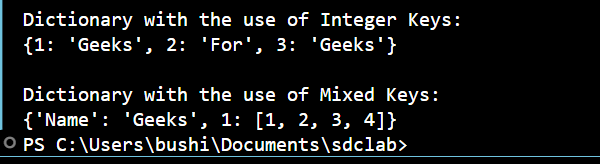 Dictionary with the use of Integer Keys:
{1: 'Geeks', 2: 'For', 3: 'Geeks'}
Dictionary with the use of Mixed Keys:
{'Name': 'Geeks', 1: [1, 2, 3, 4]}
PS C:\Users\bushi\Documents\sdclab>